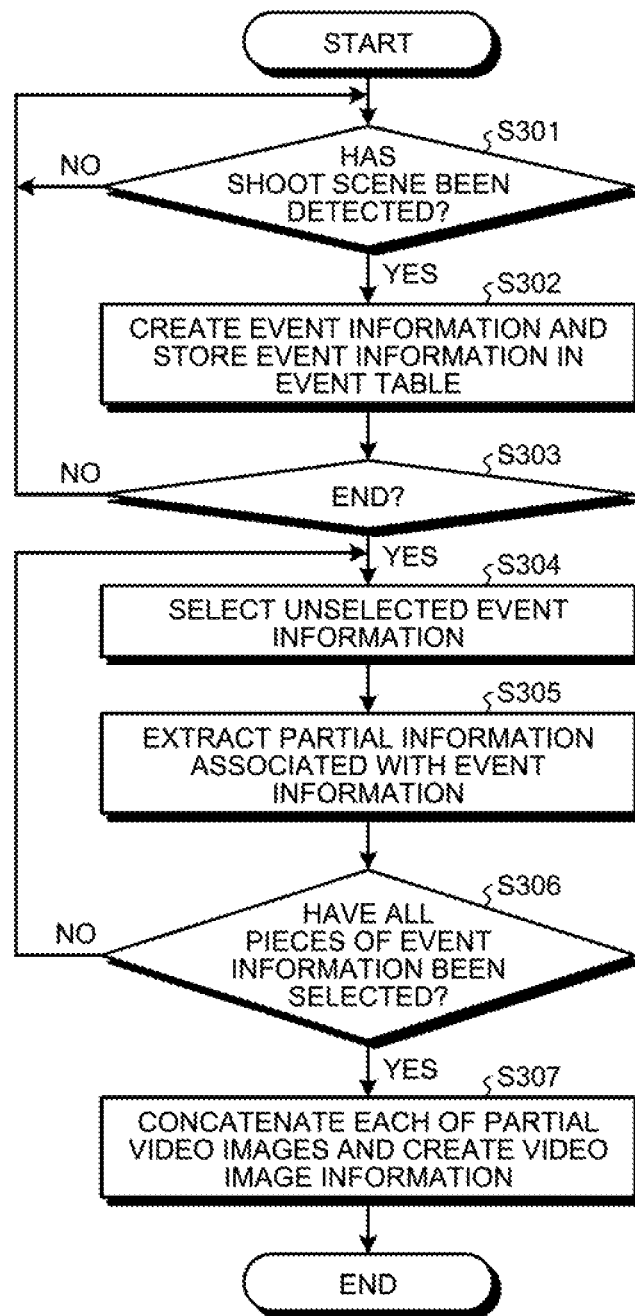 START
S301
NO
HAS
SHOOT SCENE BEEN
DETECTED?
YES
S302
CREATE EVENT INFORMATION AND
STORE EVENT INFORMATION IN
EVENT TABLE
S303
NO
END?
YES
S304
SELECT UNSELECTED EVENT
INFORMATION
S305
EXTRACT PARTIAL INFORMATION
ASSOCIATED WITH EVENT
INFORMATION
S306
NO
HAVE ALL
PIECES OF EVENT
INFORMATION BEEN
SELECTED?
YES
S307
CONCATENATE EACH OF PARTIAL
VIDEO IMAGES AND CREATE VIDEO
IMAGE INFORMATION
END